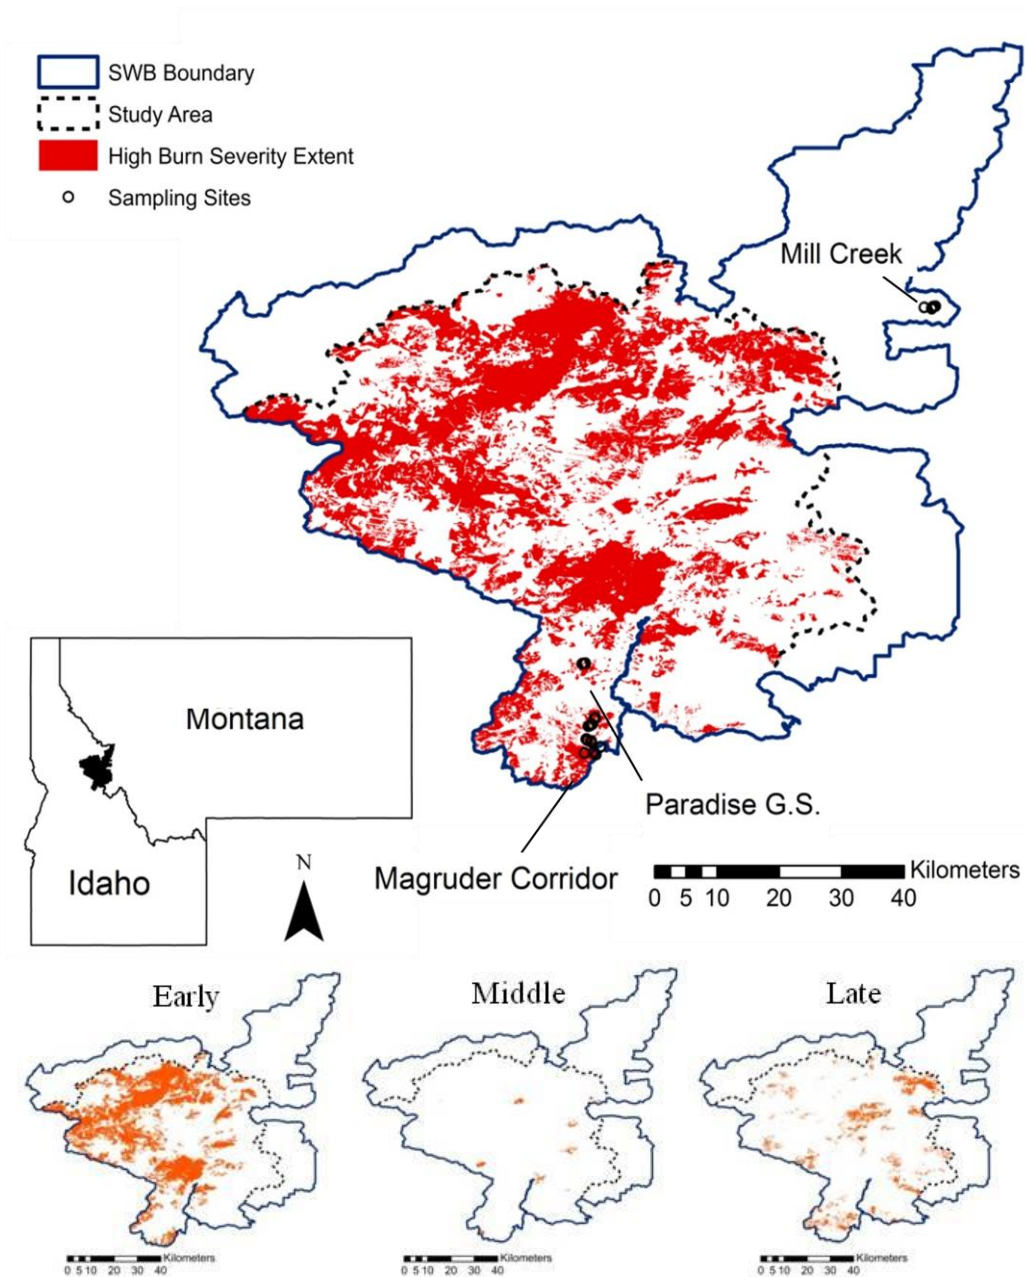 SWB Boundary
Study Area
High Burn Severity Extent
Sampling Sites
Mill Creek
Montana
Idaho
Paradise G.S.
Magruder Corridor
N
Kilometers
0 5 10 20 30 40
Early
Middle
Late
Kilometers
0 5 10 20 30 40
Kilometers
0 5 10 20 30 40
Kilometers
0 5 10 20 30 40